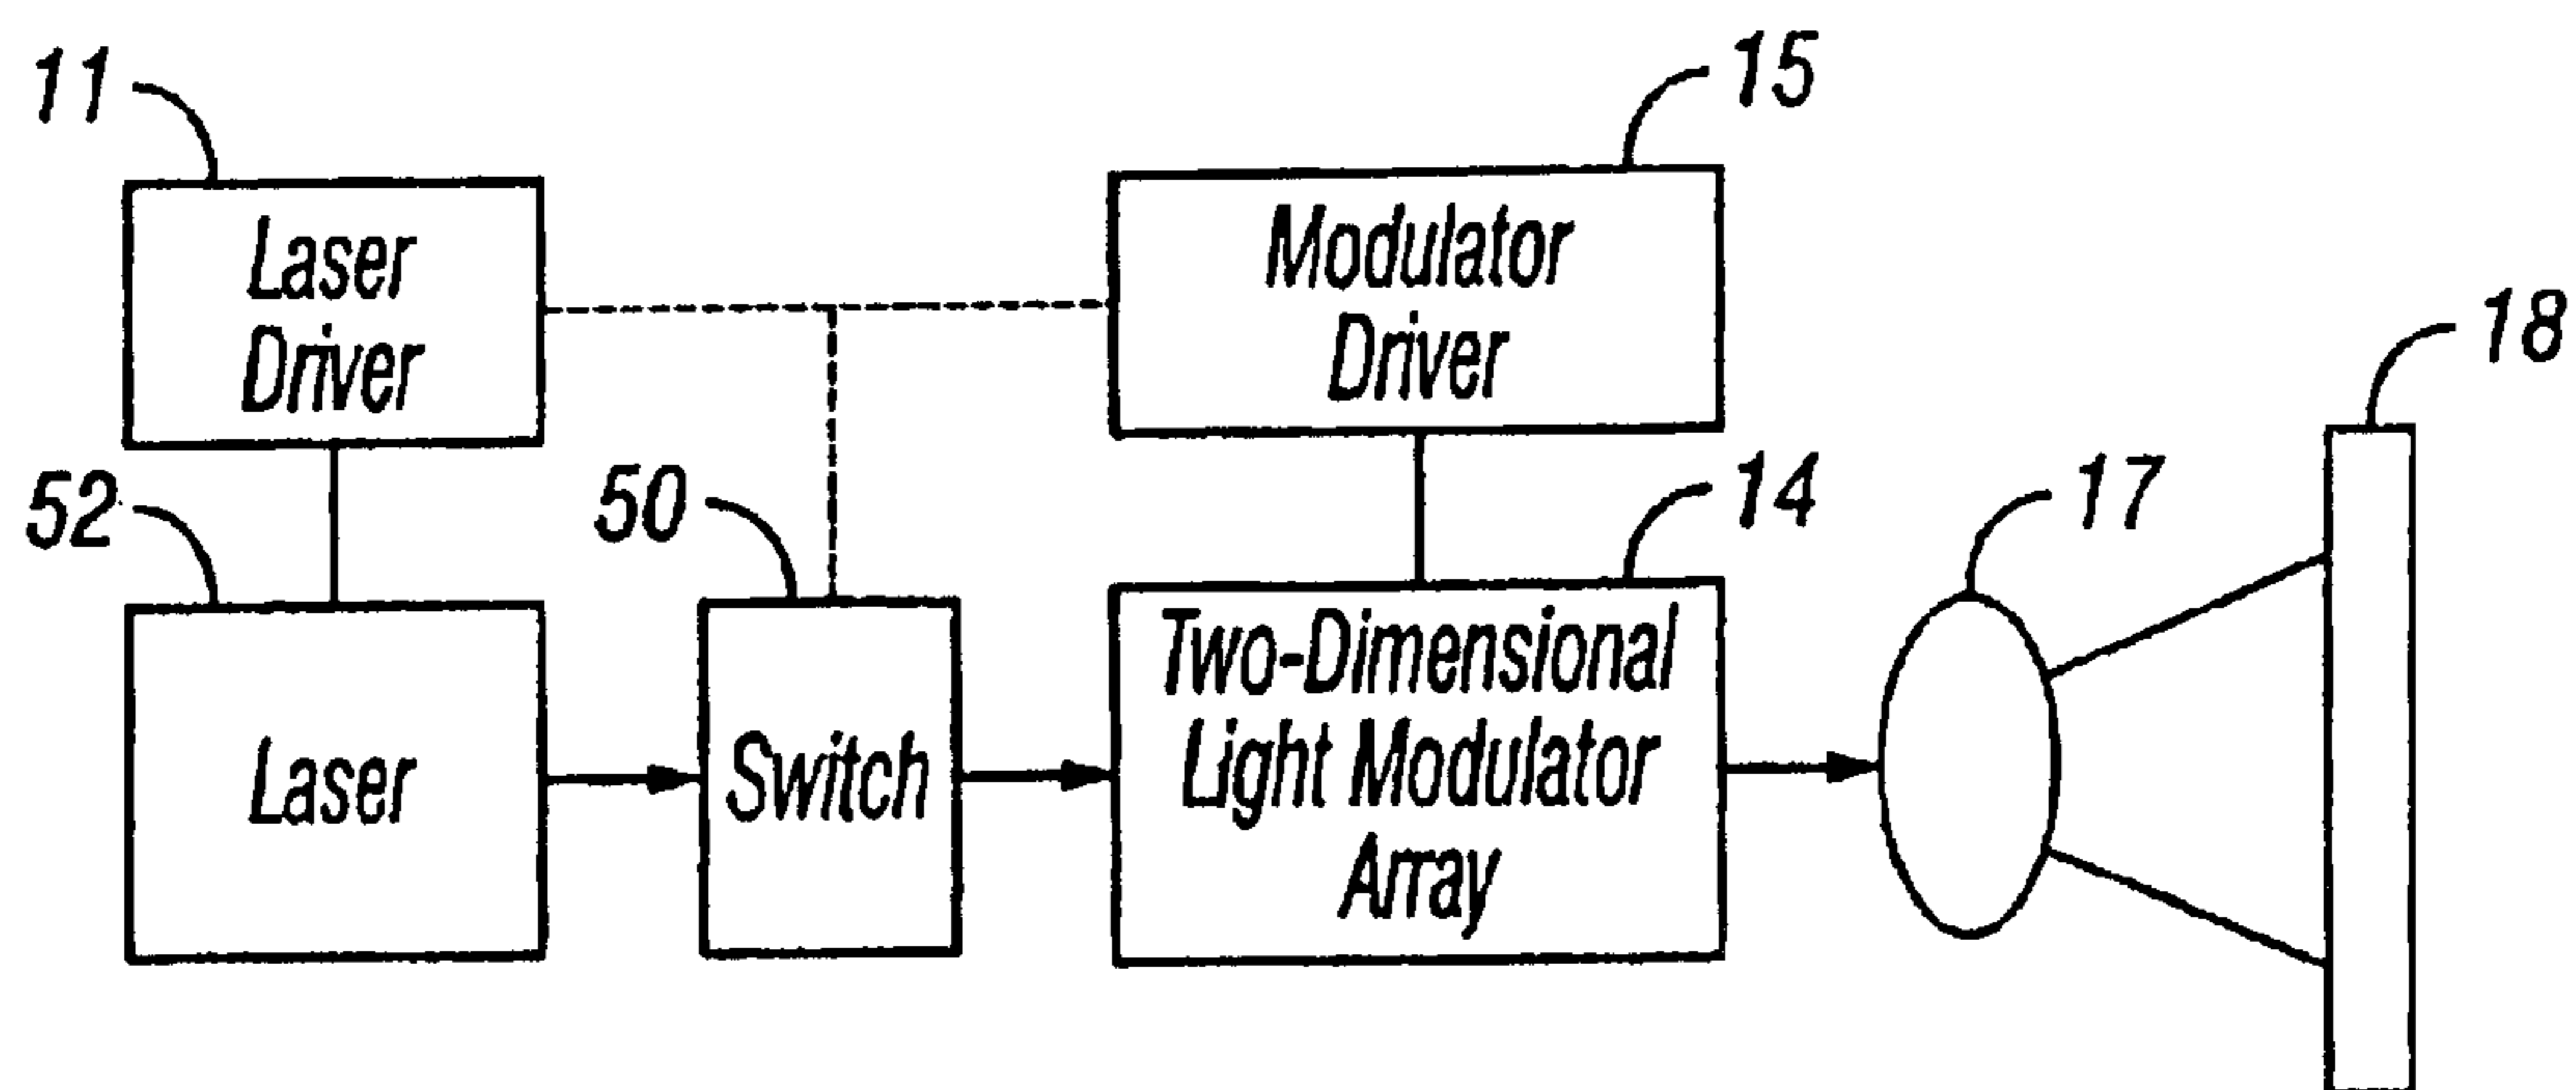 11
15
Laser
Driver
Modulator
Driver
18
52
50
14
17
Laser
Switch
Two-Dimensional
Light Modulator
Array